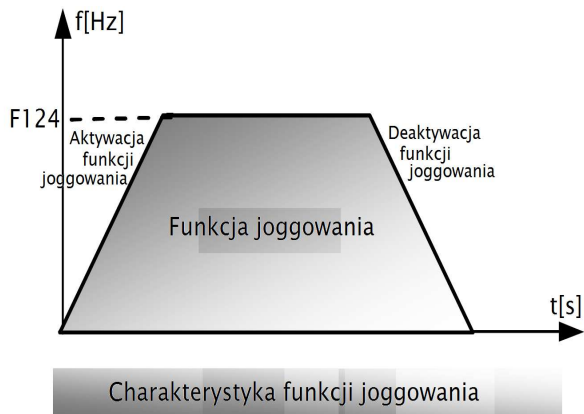 f[Hz]
F124
Aktywacja
funkcji
joggowania
Deaktywacja
funkcji
joggowania
Funkcja joggowania
t[s]
Charakterystyka funkcji joggowania